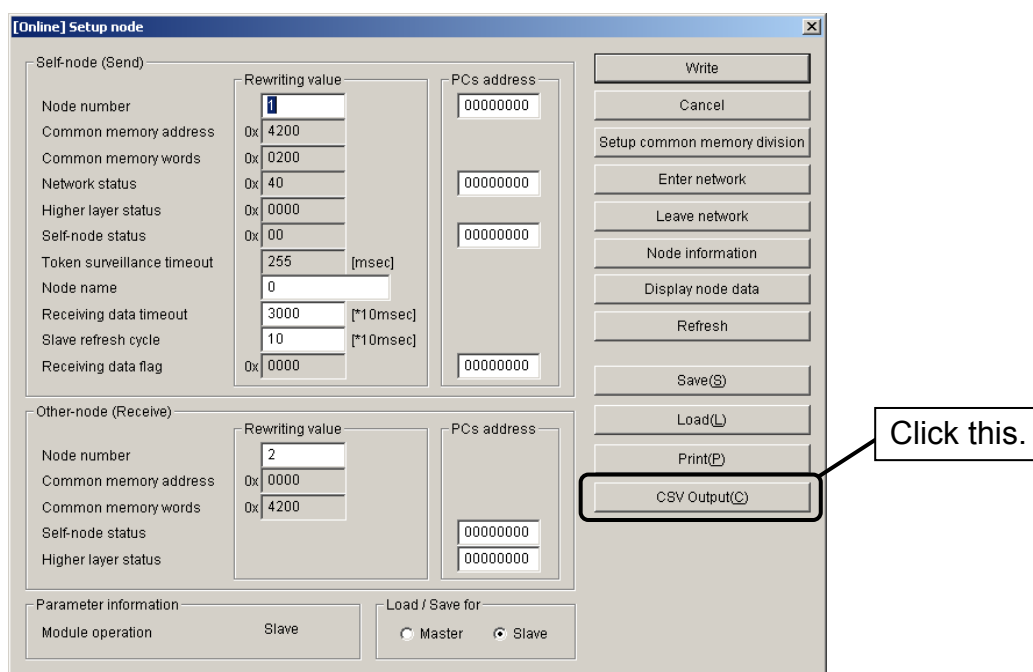 [Online] Setup node
Self-node (Send)
Rewriting value PCs address
Node number 1 00000000
Common memory address 0x 4200
Common memory words 0x 0200
Network status 0x 40 00000000
Higher layer status 0x 0000
Self-node status 0x 00 00000000
Token surveillance timeout 255 [msec]
Node name 0
Receiving data timeout 3000 [*10msec]
Slave refresh cycle 10 [*10msec]
Receiving data flag 0x 0000 00000000
Other-node (Receive)
Rewriting value PCs address
Node number 2
Common memory address 0x 0000
Common memory words 0x 4200
Self-node status 00000000
Higher layer status 00000000
Parameter information
Module operation Slave
Load / Save for
Master Slave
Write
Cancel
Setup common memory division
Enter network
Leave network
Node information
Display node data
Refresh
Save(S)
Load(L)
Print(P)
CSV Output(C)
Click this.